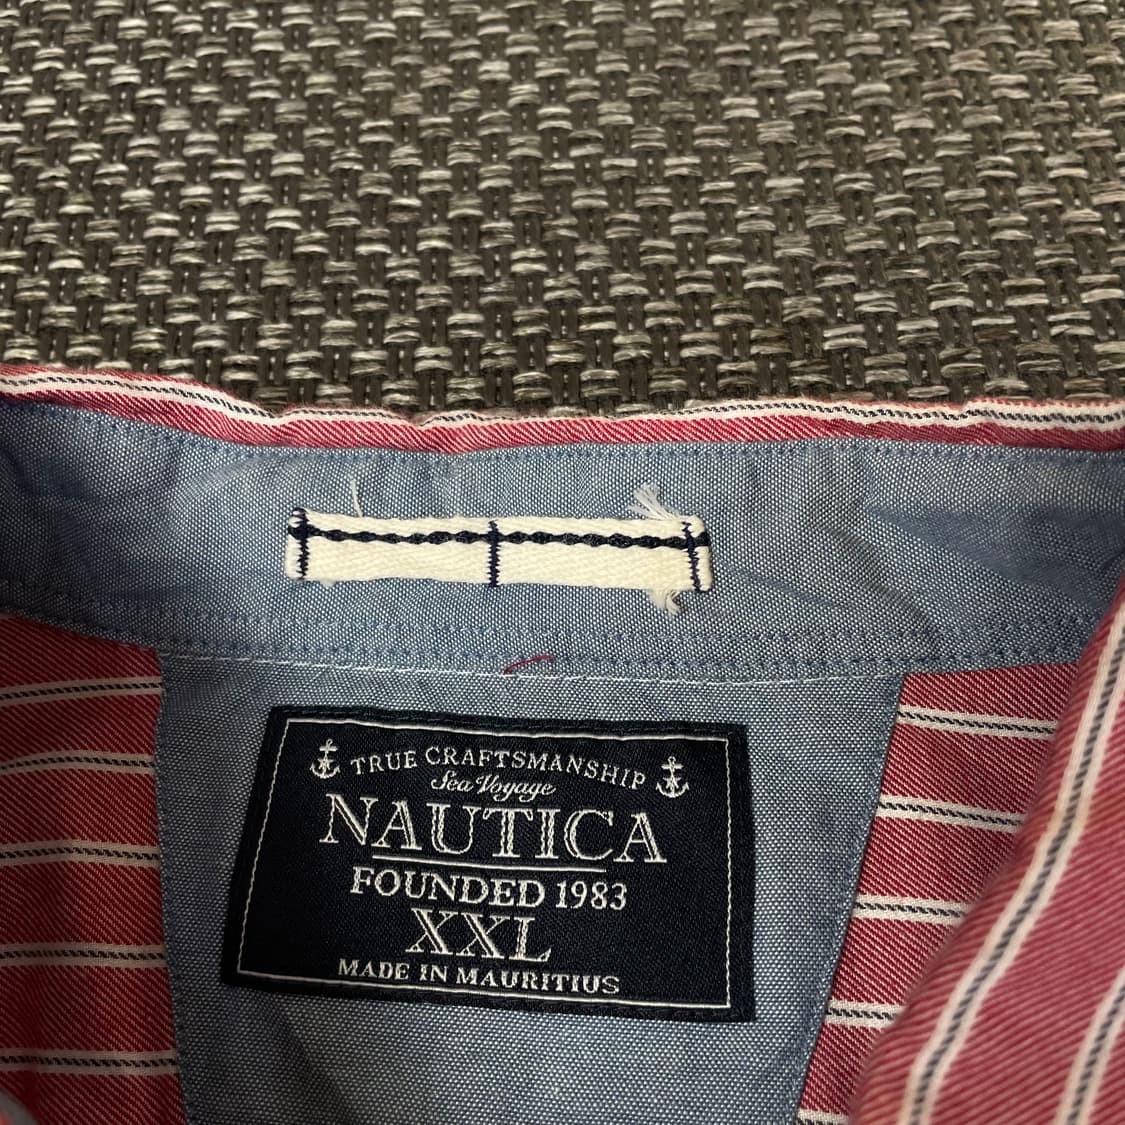 TRUE CRAFTSMANSHIP
Sea Voyage
NAUTICA
FOUNDED 1983
XXL
MADE IN MAURITIUS